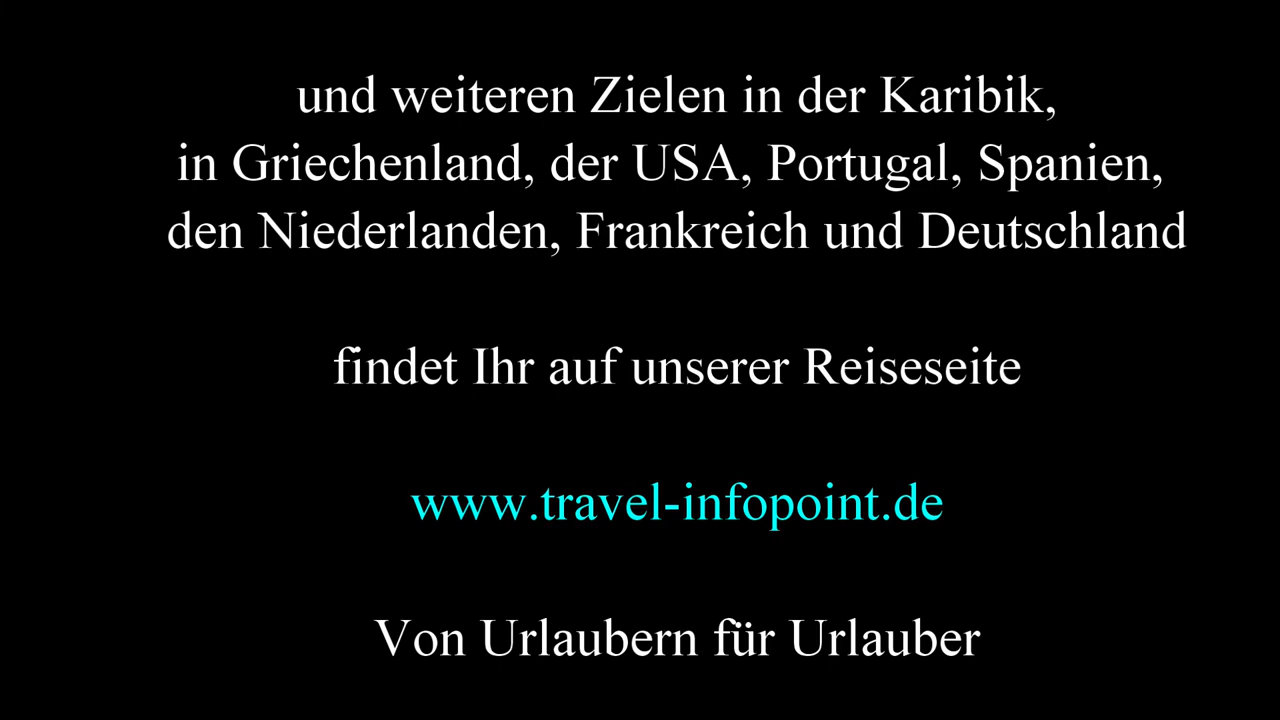 und weiteren Zielen in der Karibik,
in Griechenland, der USA, Portugal, Spanien,
den Niederlanden, Frankreich und Deutschland
findet Ihr auf unserer Reiseseite
www.travel-infopoint.de
Von Urlaubern für Urlauber